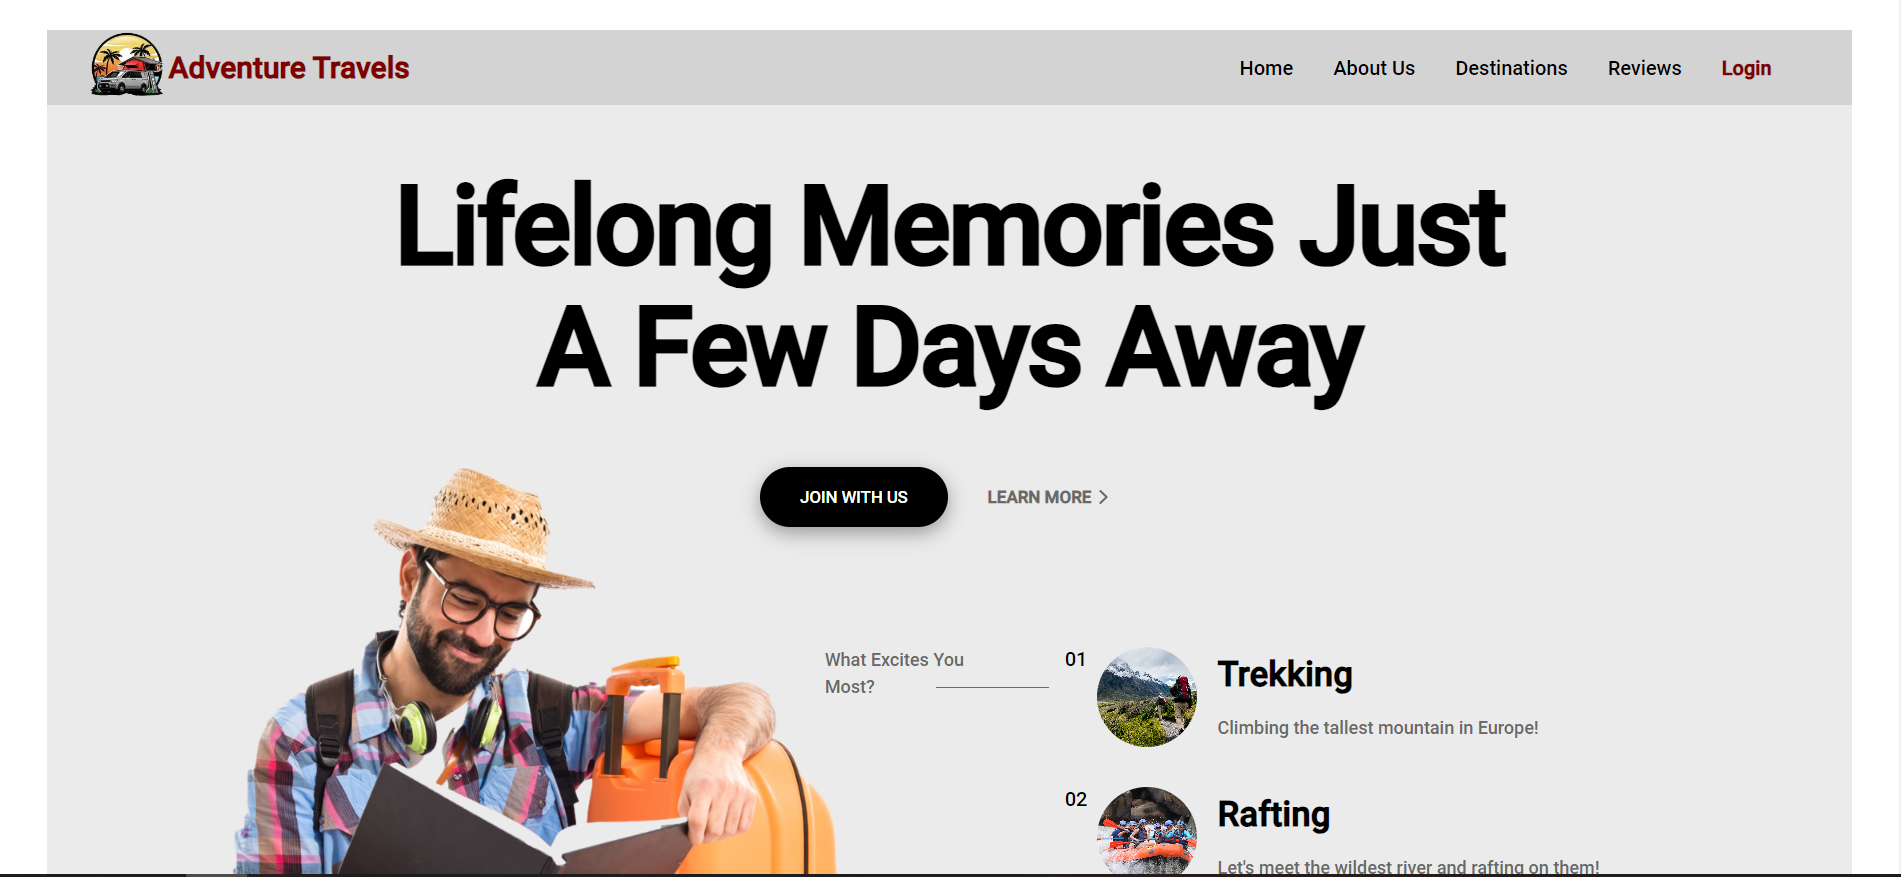 Adventure Travels
Home About Us Destinations Reviews Login
Lifelong Memories Just
A Few Days Away
JOIN WITH US
LEARN MORE
What Excites You
Most?
01
Trekking
Climbing the tallest mountain in Europe!
02
Rafting
Let's meet the wildest river and rafting on them!